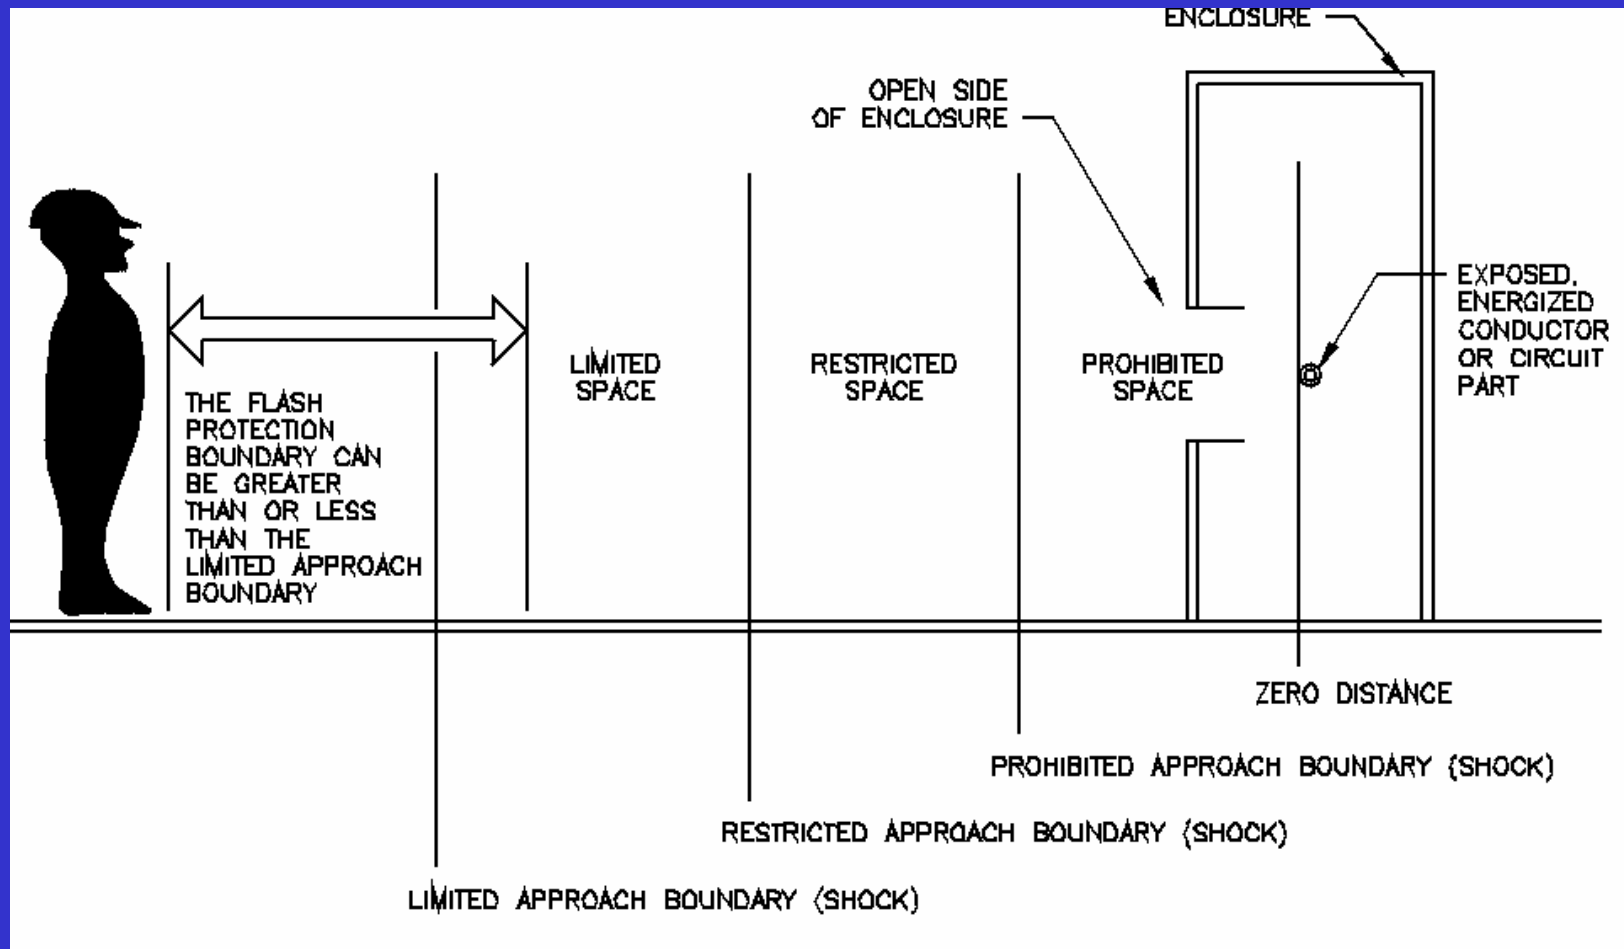 ENCLOSURE
OPEN SIDE
OF ENCLOSURE
EXPOSED,
ENERGIZED
CONDUCTOR
OR CIRCUIT
PART
LIMITED
SPACE
RESTRICTED
SPACE
PROHIBITED
SPACE
THE FLASH
PROTECTION
BOUNDARY CAN
BE GREATER
THAN OR LESS
THAN THE
LIMITED APPROACH
BOUNDARY
ZERO DISTANCE
PROHIBITED APPROACH BOUNDARY (SHOCK)
RESTRICTED APPROACH BOUNDARY (SHOCK)
LIMITED APPROACH BOUNDARY (SHOCK)